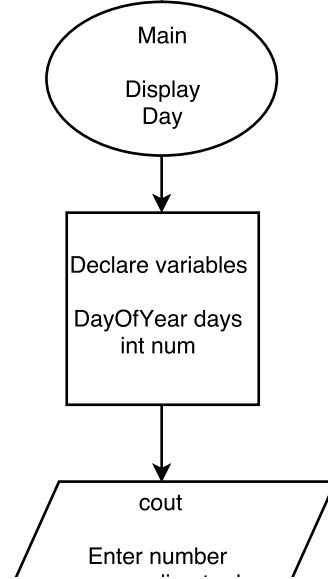 Main
Display
Day
Declare variables
DayOfYear days
int num
cout
Enter number